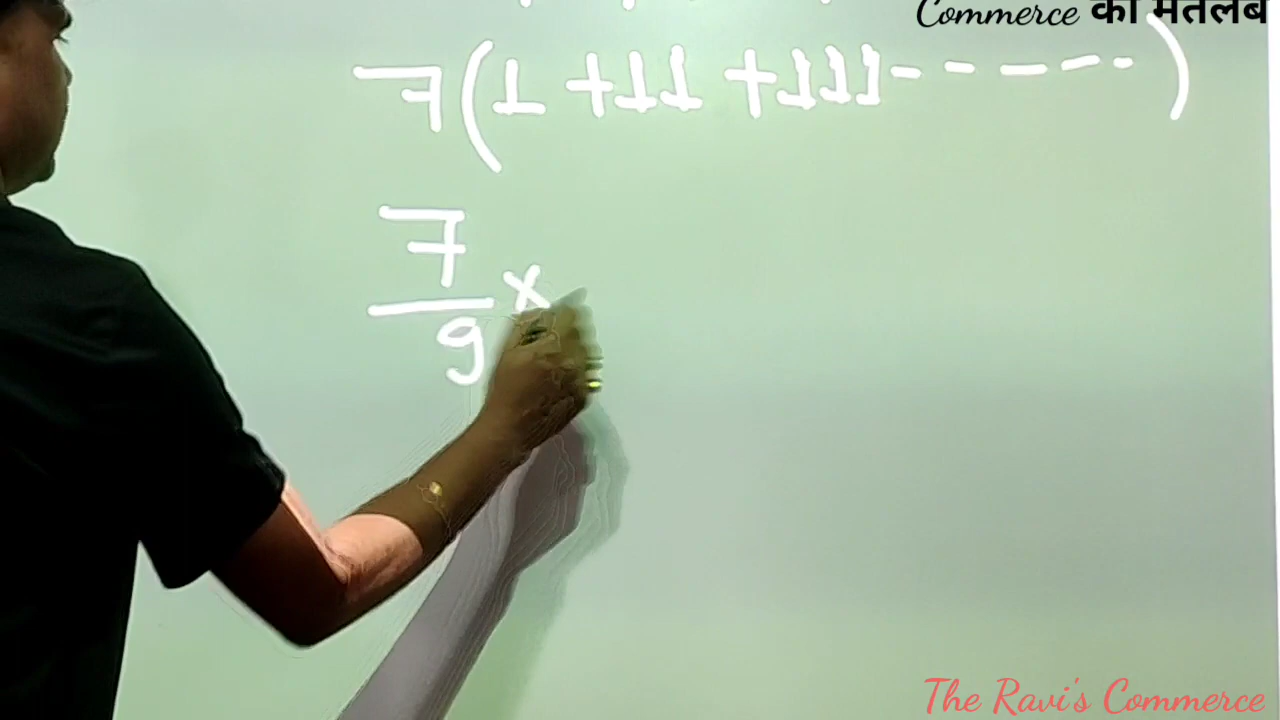 Commerce का मतलब
7(1 + 11 + 111 - - - - - )
7
9 ×
The Ravi's Commerce